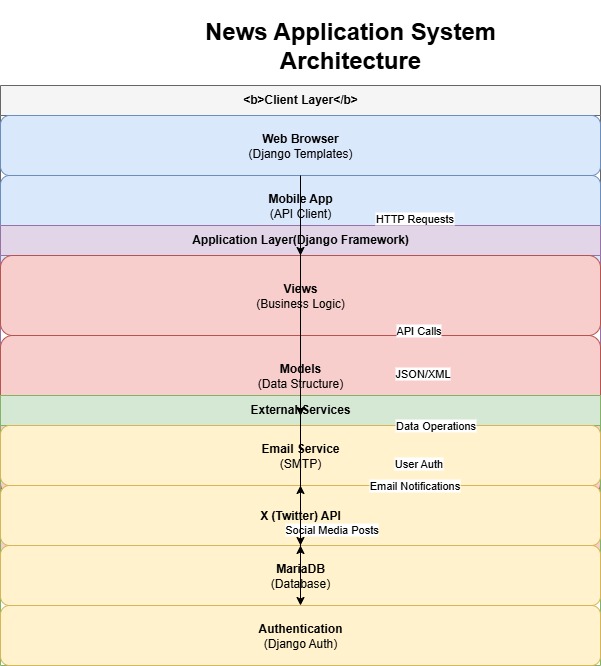 News Application System
Architecture
<b>Client Layer</b>
Web Browser
(Django Templates)
Mobile App
(API Client)
HTTP Requests
Application Layer(Django Framework)
Views
(Business Logic)
API Calls
Models
(Data Structure)
JSON/XML
External Services
Data Operations
Email Service
(SMTP)
User Auth
Email Notifications
X (Twitter) API
Social Media Posts
MariaDB
(Database)
Authentication
(Django Auth)